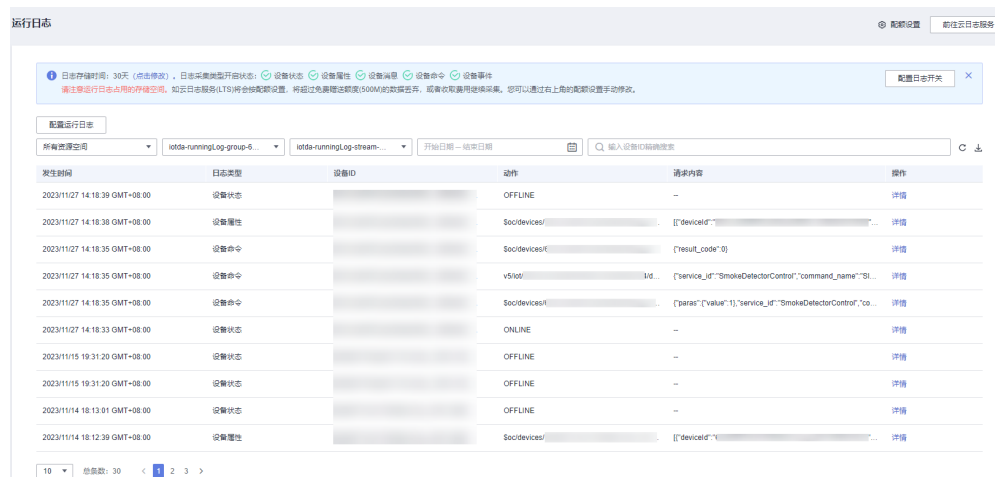 运行日志
配额设置 前往云日志服务
日志存储时间：30天（点击修改）。日志采集类型开启状态： 设备状态 设备属性 设备消息 设备命令 设备事件
请注意运行日志占用的存储空间。如云日志服务(LTS)将会按配额设置，将超过免费赠送额度(500M)的数据丢弃，或者收取费用继续采集。您可以通过右上角的配额设置手动修改。
配置日志开关
配置运行日志
所有资源空间 iotda-runningLog-group-6... iotda-runningLog-stream-... 开始日期 – 结束日期 输入设备ID精确搜索
发生时间 日志类型 设备ID 动作 请求内容 操作
2023/11/27 14:18:39 GMT+08:00 设备状态 OFFLINE -- 详情
2023/11/27 14:18:38 GMT+08:00 设备属性 $oc/devices/ [{"deviceId":" "... 详情
2023/11/27 14:18:35 GMT+08:00 设备命令 $oc/devices/ {"result_code":0} 详情
2023/11/27 14:18:35 GMT+08:00 设备命令 v5/iot/ /d... {"service_id":"SmokeDetectorControl","command_name":"SI... 详情
2023/11/27 14:18:35 GMT+08:00 设备命令 $oc/devices/ {"paras":{"value":1},"service_id":"SmokeDetectorControl","co... 详情
2023/11/27 14:18:33 GMT+08:00 设备状态 ONLINE -- 详情
2023/11/15 19:31:20 GMT+08:00 设备状态 OFFLINE -- 详情
2023/11/15 19:31:20 GMT+08:00 设备状态 OFFLINE -- 详情
2023/11/14 18:13:01 GMT+08:00 设备状态 OFFLINE -- 详情
2023/11/14 18:12:39 GMT+08:00 设备属性 $oc/devices/ [{"deviceId":" "... 详情
10 总条数：30 < 1 2 3 >